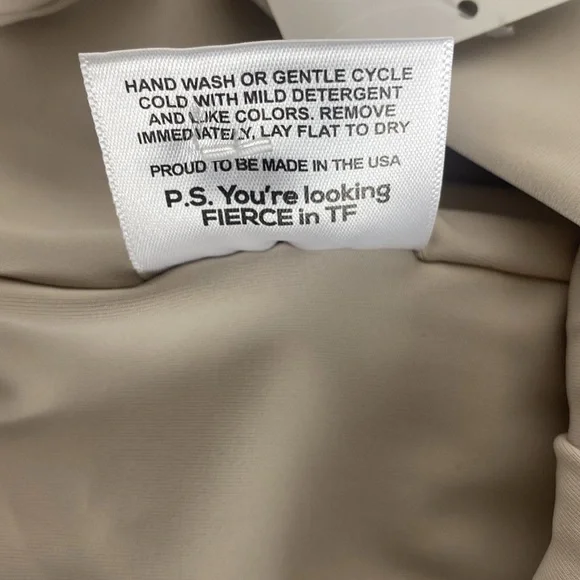 HAND WASH OR GENTLE CYCLE
COLD WITH MILD DETERGENT
AND LIKE COLORS. REMOVE
IMMEDIATELY, LAY FLAT TO DRY
PROUD TO BE MADE IN THE USA
P.S. You're looking
FIERCE in TF